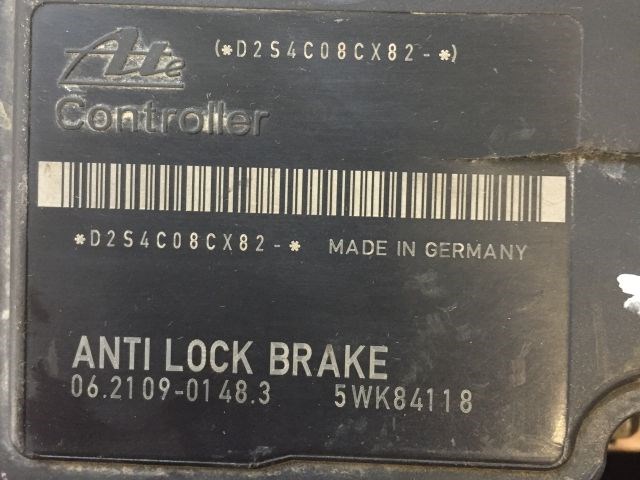 Ate
(*D2S4C08CX82-*)
Controller
*D2S4C08CX82-* MADE IN GERMANY
ANTI LOCK BRAKE
06.2109-0148.3 5WK84118